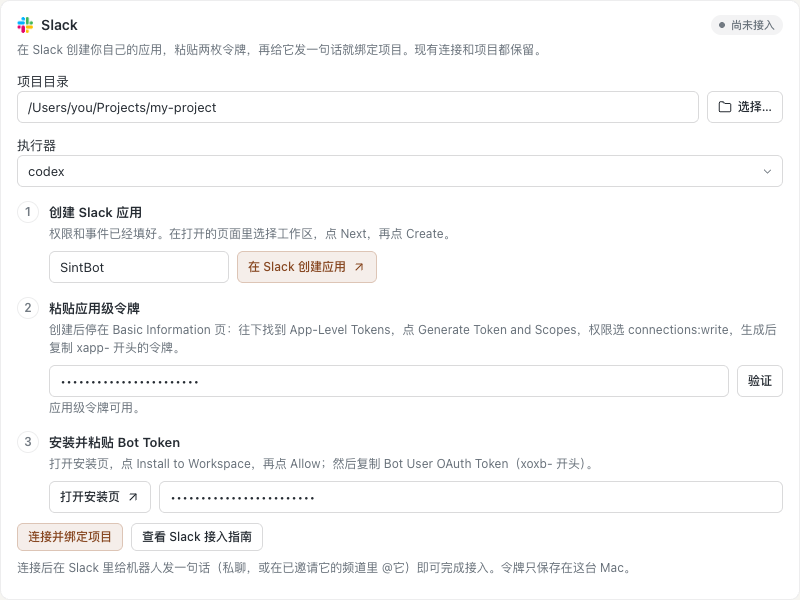 Slack
尚未接入
在 Slack 创建你自己的应用，粘贴两枚令牌，再给它发一句话就绑定项目。现有连接和项目都保留。
项目目录
/Users/you/Projects/my-project
选择...
执行器
codex
1 创建 Slack 应用
权限和事件已经填好。在打开的页面里选择工作区，点 Next，再点 Create。
SintBot
在 Slack 创建应用 ↗
2 粘贴应用级令牌
创建后停在 Basic Information 页：往下找到 App-Level Tokens，点 Generate Token and Scopes，权限选 connections:write，生成后
复制 xapp- 开头的令牌。
•••••••••••••••••••••••
验证
应用级令牌可用。
3 安装并粘贴 Bot Token
打开安装页，点 Install to Workspace，再点 Allow；然后复制 Bot User OAuth Token（xoxb- 开头）。
打开安装页 ↗
••••••••••••••••••••••••
连接并绑定项目
查看 Slack 接入指南
连接后在 Slack 里给机器人发一句话（私聊，或在已邀请它的频道里 @它）即可完成接入。令牌只保存在这台 Mac。